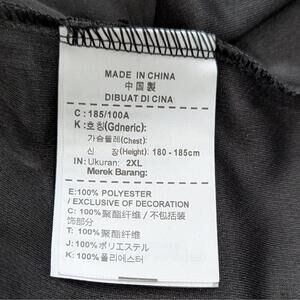 MADE IN CHINA
中国製
DIBUAT DI CINA
C : 185/100A
K : 호칭(Gdneric):
가슴둘레(Chest):
신 장(Height): 180 - 185cm
IN: Ukuran: 2XL
Merek Barang:
E:100% POLYESTER
/ EXCLUSIVE OF DECORATION
C: 100%聚酯纤维 / 不包括装
饰部分
T: 100%聚酯纤维
J: 100%ポリエステル
K: 100%폴리에스터